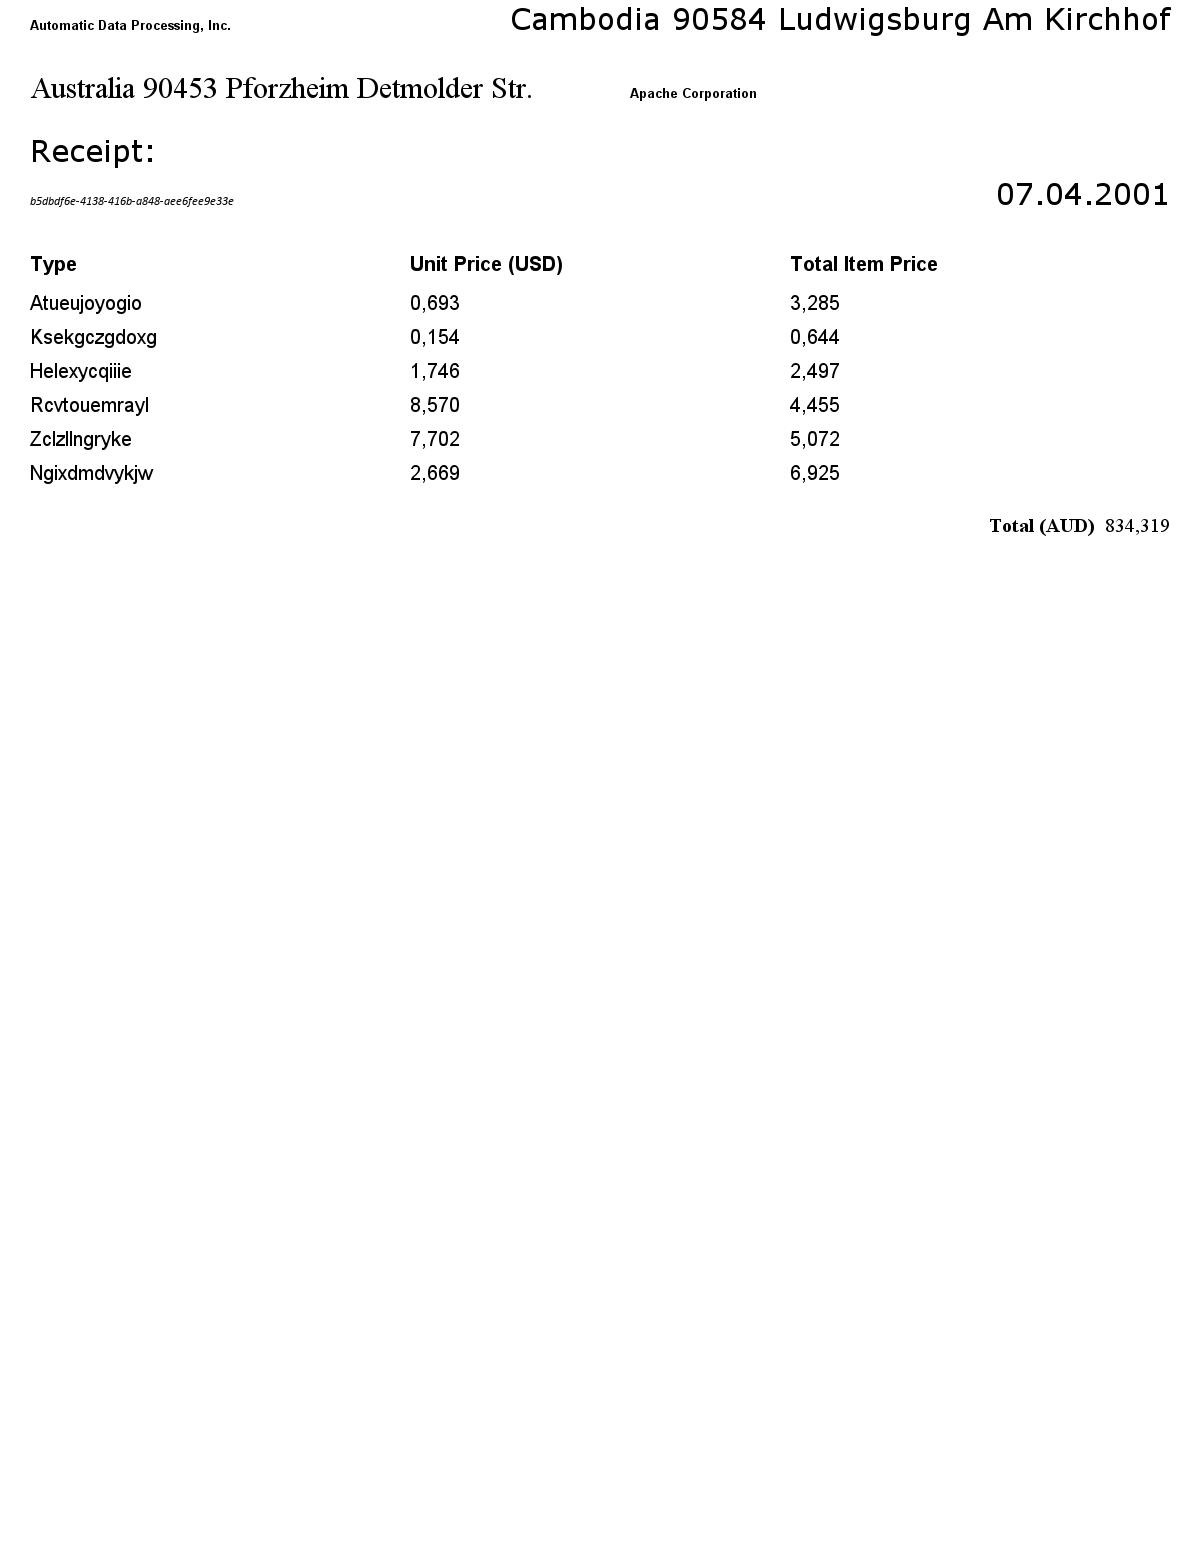 Automatic Data Processing, Inc. Cambodia 90584 Ludwigsburg Am Kirchhof
Australia 90453 Pforzheim Detmolder Str. Apache Corporation
Receipt:
b5dbdf6e-4138-416b-a848-aee6fee9e33e 07.04.2001
Type Unit Price (USD) Total Item Price
Atueujoyogio 0,693 3,285
Ksekgczgdoxg 0,154 0,644
Helexycqiiie 1,746 2,497
Rcvtouemrayl 8,570 4,455
Zclzllngryke 7,702 5,072
Ngixdmdvykjw 2,669 6,925
Total (AUD) 834,319